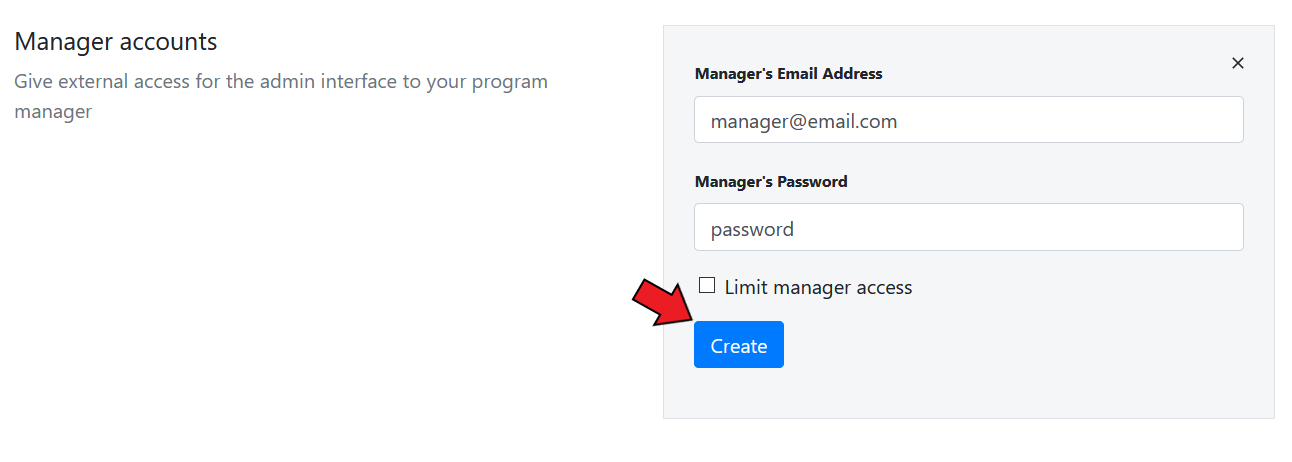 Manager accounts
Give external access for the admin interface to your program
manager
Manager's Email Address
manager@email.com
Manager's Password
password
Limit manager access
Create